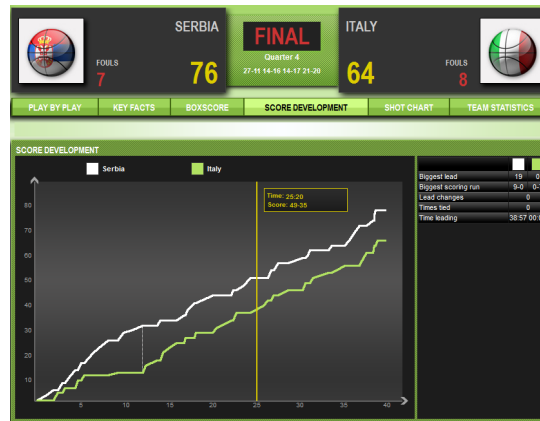 SERBIA
FINAL
ITALY
Quarter 4
FOULS
7
76
27-11 14-16 14-17 21-20
64
FOULS
8
PLAY BY PLAY
KEY FACTS
BOXSCORE
SCORE DEVELOPMENT
SHOT CHART
TEAM STATISTICS
SCORE DEVELOPMENT
Serbia
Italy
Time: 25:20
Score: 49-35
80
70
60
50
40
30
20
10
5 10 15 20 25 30 35 40
Biggest lead 19 0
Biggest scoring run 9-0
Lead changes 0
Times tied 0
Time leading 38:57